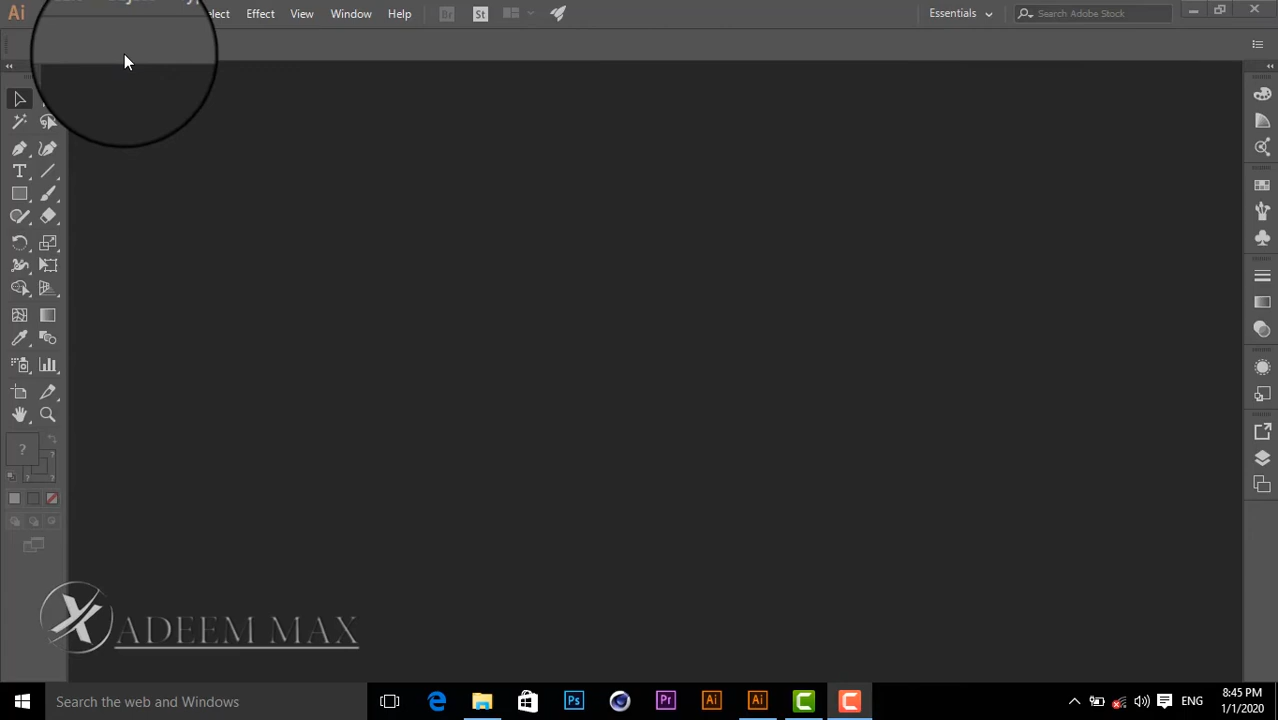 Ai Effect View Window Help Br St Essentials Search Adobe Stock
T
?
? ? ?
X ADEEM MAX
Search the web and Windows Ps Pr Ai Ai ENG 8:45 PM
1/1/2020